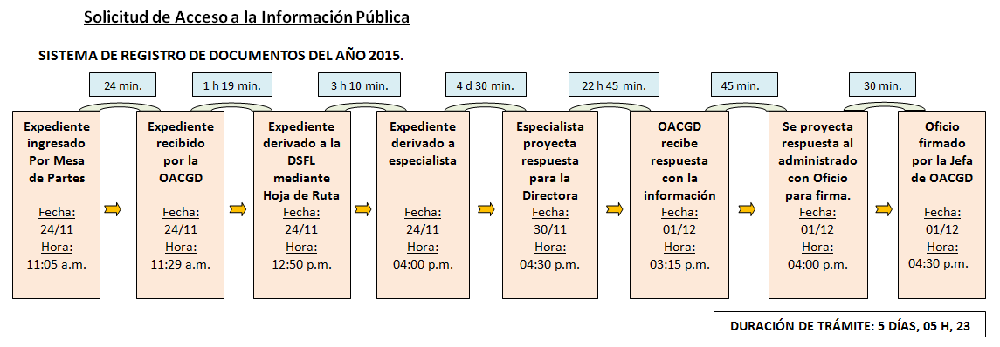 Solicitud de Acceso a la Información Pública
SISTEMA DE REGISTRO DE DOCUMENTOS DEL AÑO 2015.
24 min.
1 h 19 min.
3 h 10 min.
4 d 30 min.
22 h 45 min.
45 min.
30 min.
Expediente
ingresado
Por Mesa
de Partes
Fecha:
24/11
Hora:
11:05 a.m.
Expediente
recibido
por la
OACGD
Fecha:
24/11
Hora:
11:29 a.m.
Expediente
derivado a la
DSFL
mediante
Hoja de Ruta
Fecha:
24/11
Hora:
12:50 p.m.
Expediente
derivado a
especialista
Fecha:
24/11
Hora:
04:00 p.m.
Especialista
proyecta
respuesta
para la
Directora
Fecha:
30/11
Hora:
04:30 p.m.
OACGD
recibe
respuesta
con la
información
Fecha:
01/12
Hora:
03:15 p.m.
Se proyecta
respuesta al
administrado
con Oficio
para firma.
Fecha:
01/12
Hora:
04:00 p.m.
Oficio
firmado
por la Jefa
de OACGD
Fecha:
01/12
Hora:
04:30 p.m.
DURACIÓN DE TRÁMITE: 5 DÍAS, 05 H, 23